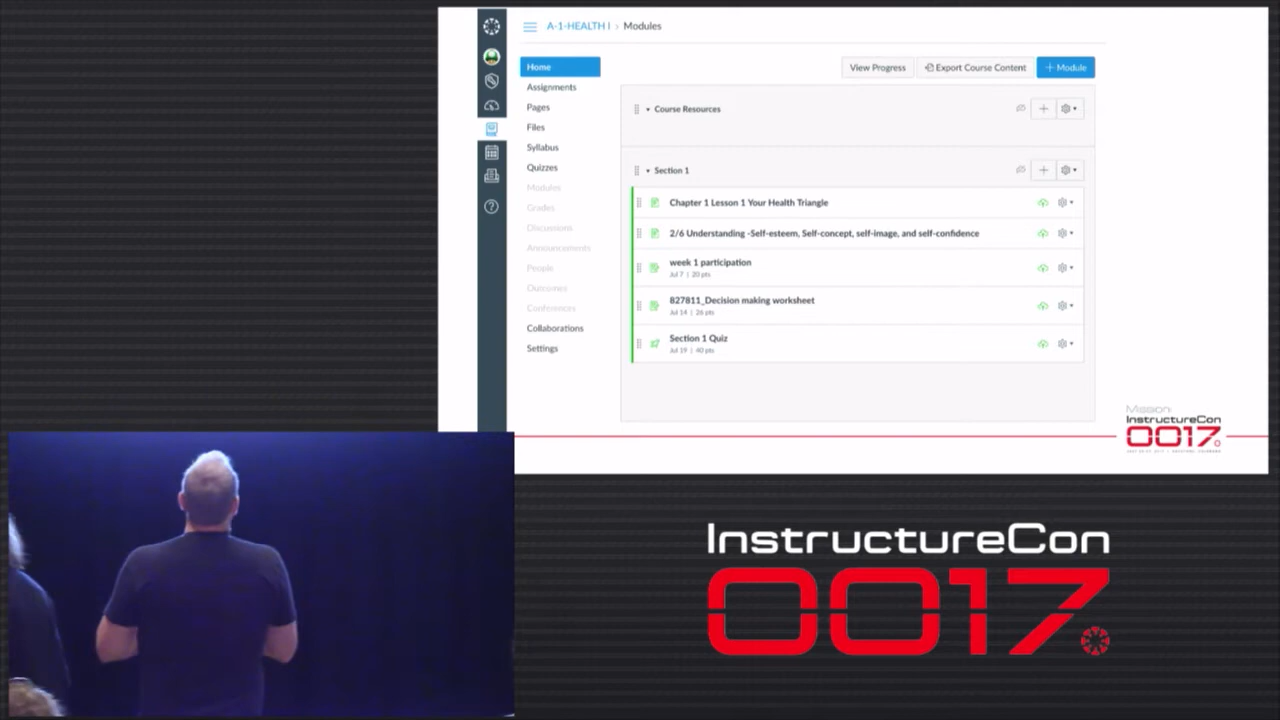 A-1-HEALTH I > Modules
Home
Assignments
Pages
Files
Syllabus
Quizzes
Modules
Grades
Discussions
Announcements
People
Outcomes
Conferences
Collaborations
Settings
View Progress
Export Course Content
+ Module
Course Resources
Section 1
Chapter 1 Lesson 1 Your Health Triangle
2/6 Understanding -Self-esteem, Self-concept, self-image, and self-confidence
week 1 participation
Jul 7 | 20 pts
827811_Decision making worksheet
Jul 14 | 26 pts
Section 1 Quiz
Jul 19 | 40 pts
Mission:
InstructureCon
0017
InstructureCon
0017